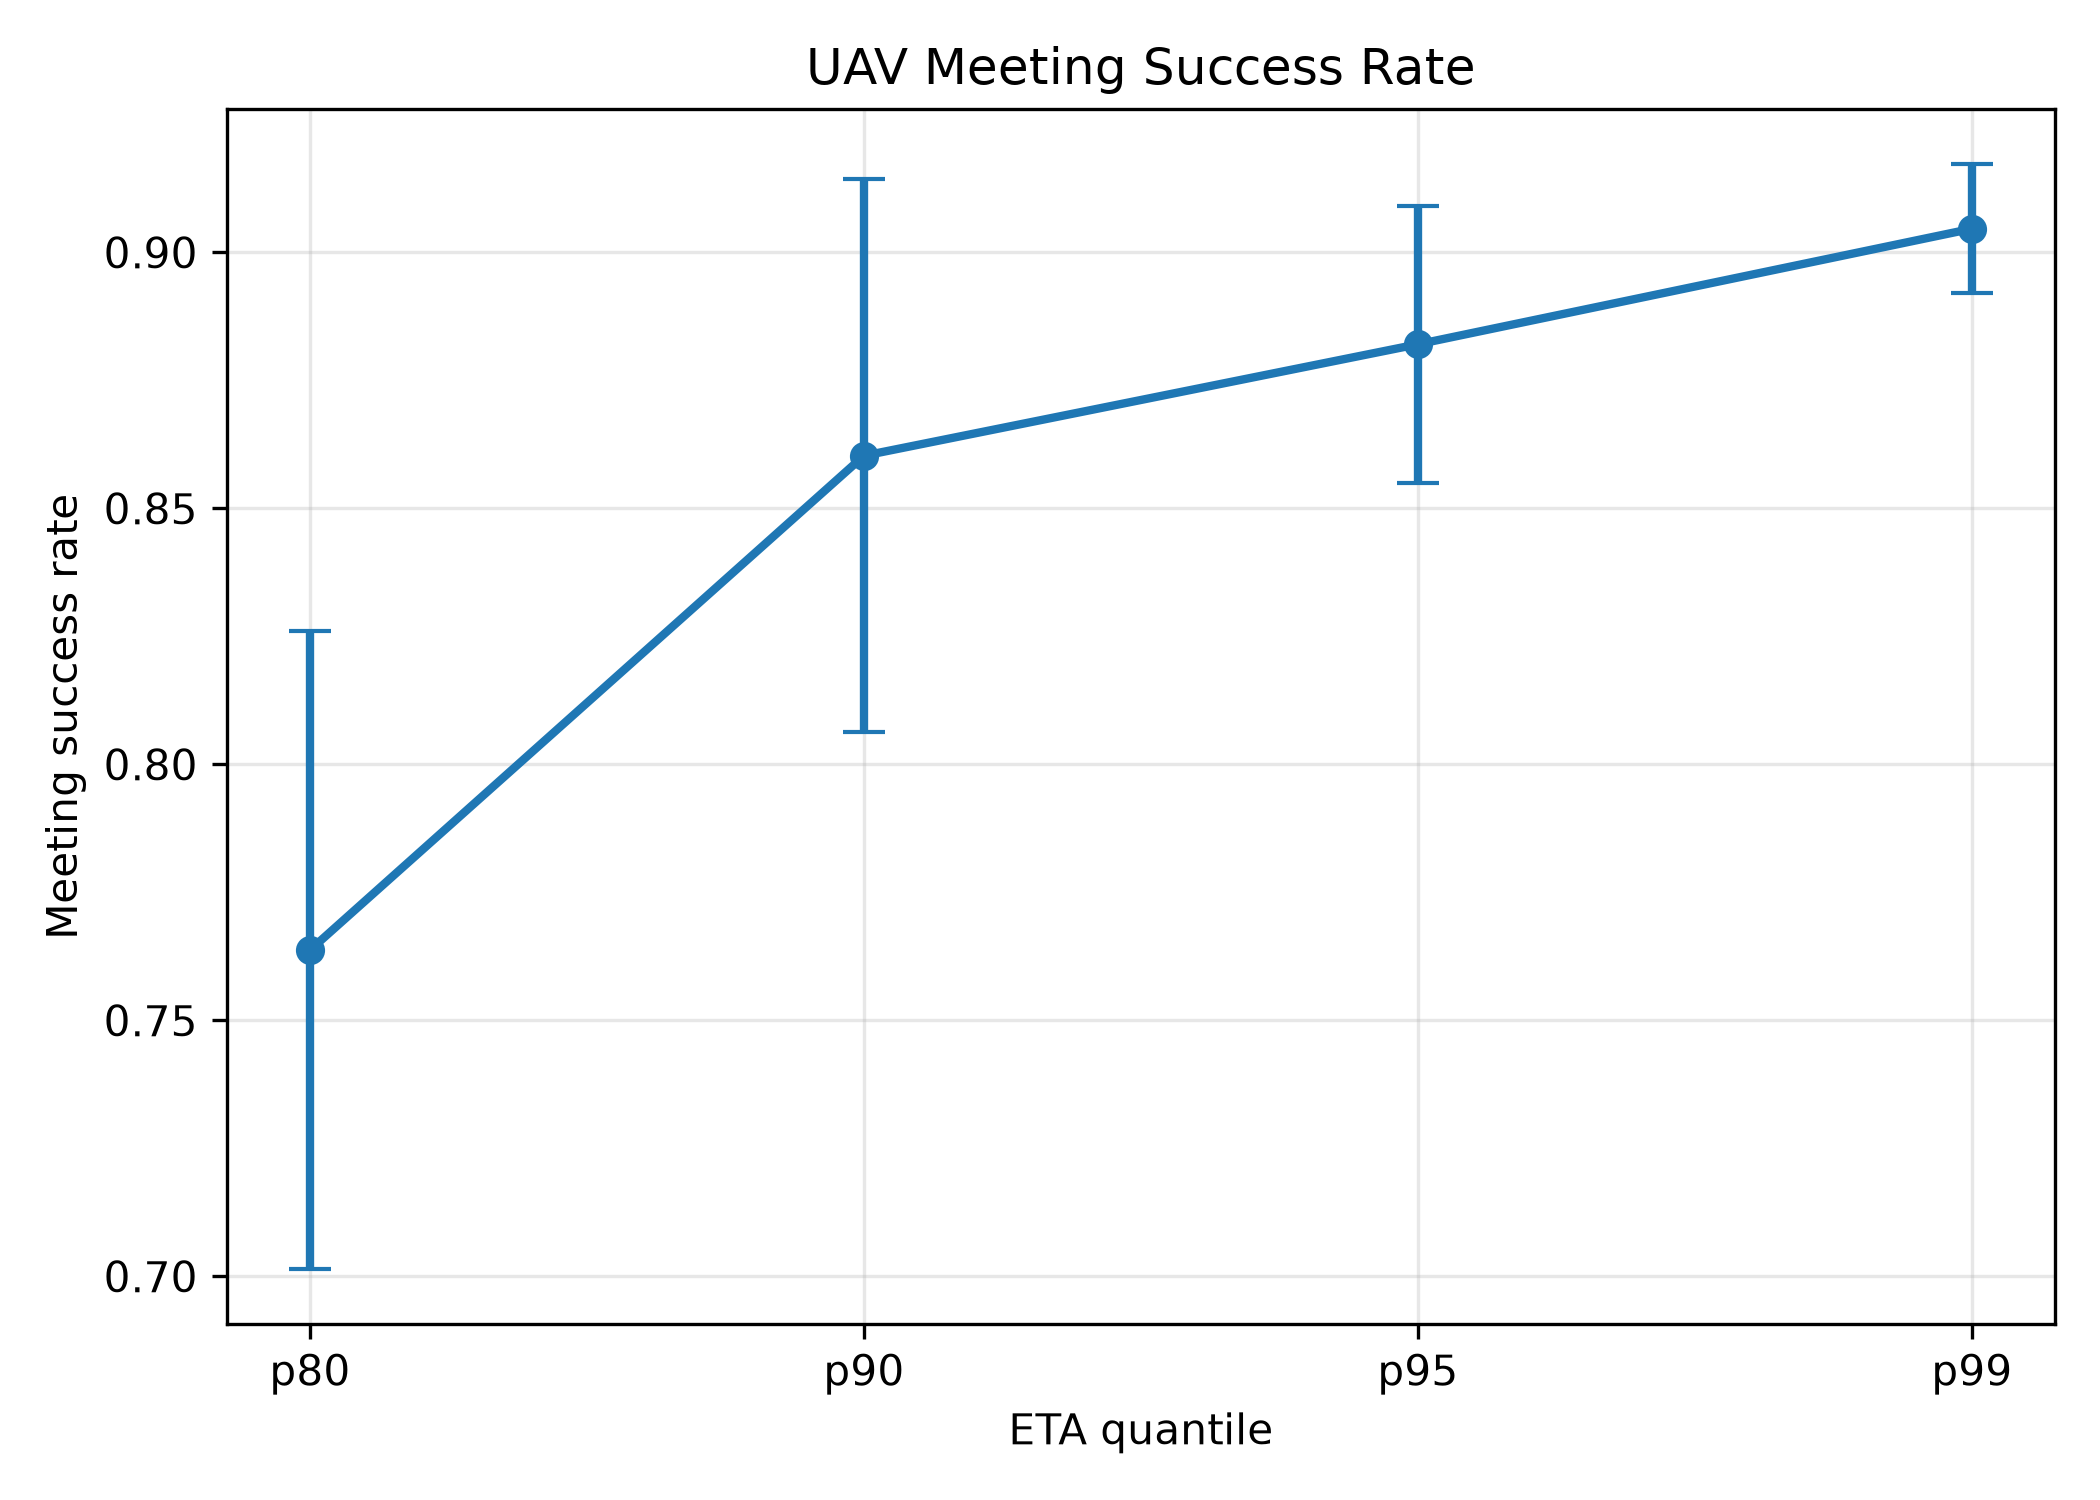 UAV Meeting Success Rate
Meeting success rate
0.90
0.85
0.80
0.75
0.70
p80 p90 p95 p99
ETA quantile